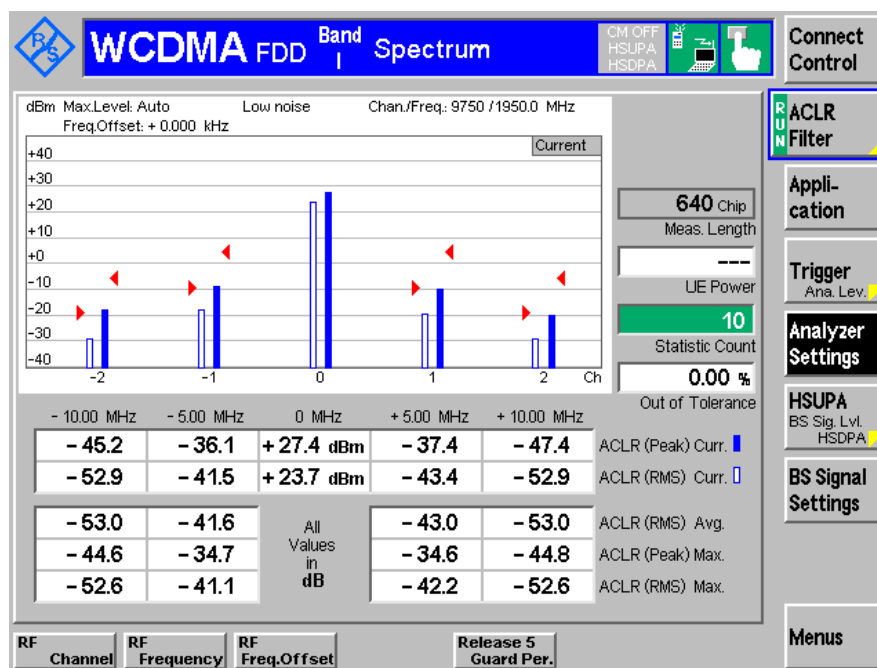 R/S
WCDMA FDD Band I Spectrum
CM OFF
HSUPA
HSDPA
Connect Control
dBm Max.Level: Auto Low noise Chan./Freq.: 9750 / 1950.0 MHz
Freq.Offset: + 0.000 kHz
Current
+40
+30
+20
+10
+0
-10
-20
-30
-40
-2 -1 0 1 2 Ch
640 Chip
Meas. Length
---
UE Power
10
Statistic Count
0.00 %
Out of Tolerance
- 10.00 MHz - 5.00 MHz 0 MHz + 5.00 MHz + 10.00 MHz
- 45.2 - 36.1 + 27.4 dBm - 37.4 - 47.4 ACLR (Peak) Curr.
- 52.9 - 41.5 + 23.7 dBm - 43.4 - 52.9 ACLR (RMS) Curr.
- 53.0 - 41.6 - 43.0 - 53.0 ACLR (RMS) Avg.
- 44.6 - 34.7 - 34.6 - 44.8 ACLR (Peak) Max.
- 52.6 - 41.1 - 42.2 - 52.6 ACLR (RMS) Max.
All
Values
in
dB
RUN
ACLR
Filter
Appli-
cation
Trigger
Ana. Lev.
Analyzer
Settings
HSUPA
BS Sig. Lvl.
HSDPA
BS Signal
Settings
Menus
RF
Channel
RF
Frequency
RF
Freq.Offset
Release 5
Guard Per.